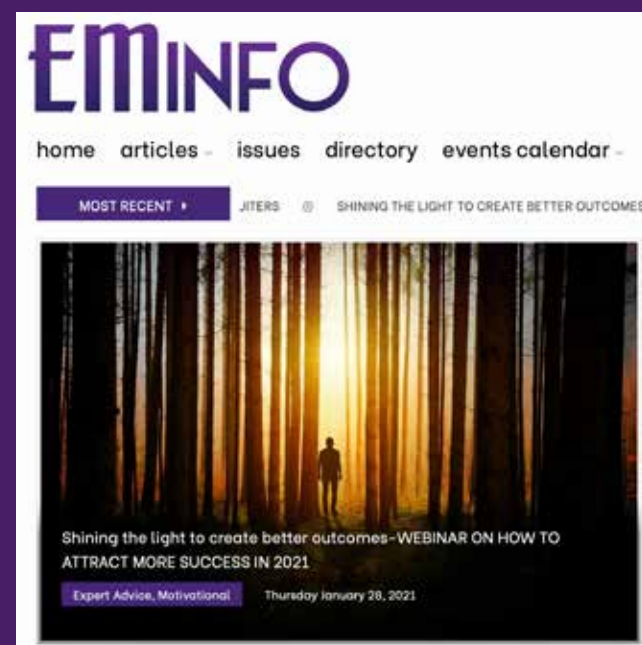 EMINFO
home articles issues directory events calendar
MOST RECENT JITERS SHINING THE LIGHT TO CREATE BETTER OUTCOMES
Shining the light to create better outcomes-WEBINAR ON HOW TO
ATTRACT MORE SUCCESS IN 2021
Expert Advice, Motivational Thursday January 28, 2021